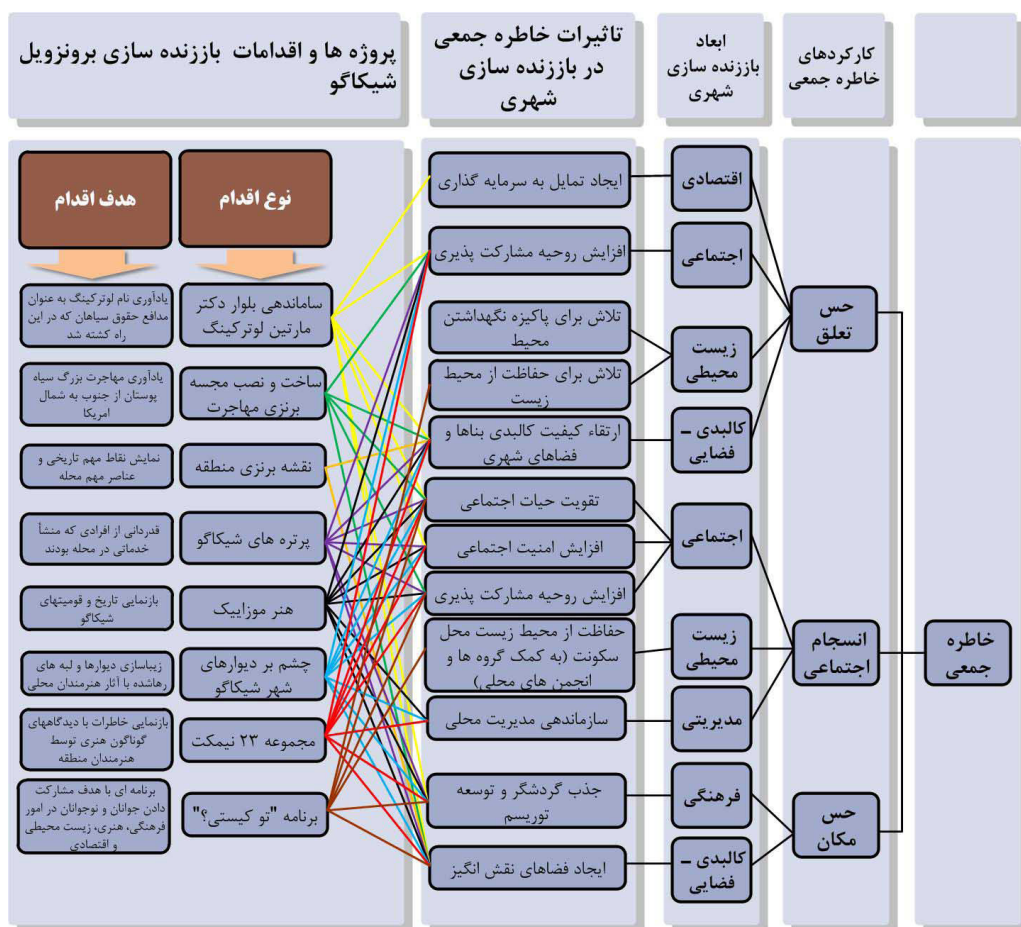 کارکردهای
خاطره جمعی
ابعاد
باززنده سازی
شهری
تاثیرات خاطره جمعی
در باززنده سازی
شهری
پروژه ها و اقدامات باززنده سازی برونزویل
شیکاگو
خاطره
جمعی
حس
تعلق
انسجام
اجتماعی
حس
مکان
اقتصادی
اجتماعی
زیست
محیطی
کالبدی ـ
فضایی
اجتماعی
زیست
محیطی
مدیریتی
فرهنگی
کالبدی ـ
فضایی
ایجاد تمایل به سرمایه گذاری
افزایش روحیه مشارکت پذیری
تلاش برای پاکیزه نگهداشتن
محیط
تلاش برای حفاظت از محیط
زیست
ارتقاء کیفیت کالبدی بناها و
فضاهای شهری
تقویت حیات اجتماعی
افزایش امنیت اجتماعی
افزایش روحیه مشارکت پذیری
حفاظت از محیط زیست محل
سکونت (به کمک گروه ها و
انجمن های محلی)
سازماندهی مدیریت محلی
جذب گردشگر و توسعه
توریسم
ایجاد فضاهای نقش انگیز
نوع اقدام
ساماندهی بلوار دکتر
مارتین لوترکینگ
ساخت و نصب مجسه
برنزی مهاجرت
نقشه برنزی منطقه
پرتره های شیکاگو
هنر موزاییک
چشم بر دیوارهای
شهر شیکاگو
مجموعه ۲۳ نیمکت
برنامه "تو کیستی؟"
هدف اقدام
یادآوری نام لوترکینگ به عنوان
مدافع حقوق سیاهان که در این
راه کشته شد
یادآوری مهاجرت بزرگ سیاه
پوستان از جنوب به شمال
امریکا
نمایش نقاط مهم تاریخی و
عناصر مهم محله
قدردانی از افرادی که منشأ
خدماتی در محله بودند
بازنمایی تاریخ و قومیتهای
شیکاگو
زیباسازی دیوارها و لبه های
رهاشده با آثار هنرمندان محلی
بازنمایی خاطرات با دیدگاههای
گوناگون هنری توسط
هنرمندان منطقه
برنامه ای با هدف مشارکت
دادن جوانان و نوجوانان در امور
فرهنگی، هنری، زیست محیطی
و اقتصادی